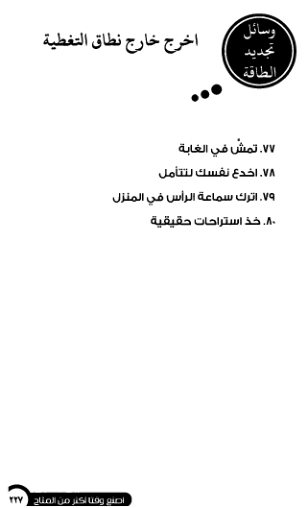 وسائل
تجديد
الطاقة
اخرج خارج نطاق التغطية
٧٧. تمشَّ في الغابة
٧٨. اخدع نفسك لتتأمل
٧٩. اترك سماعة الرأس في المنزل
٨٠. خذ استراحات حقيقية
اصنع وقتا أكثر من المتاح
٢٢٧